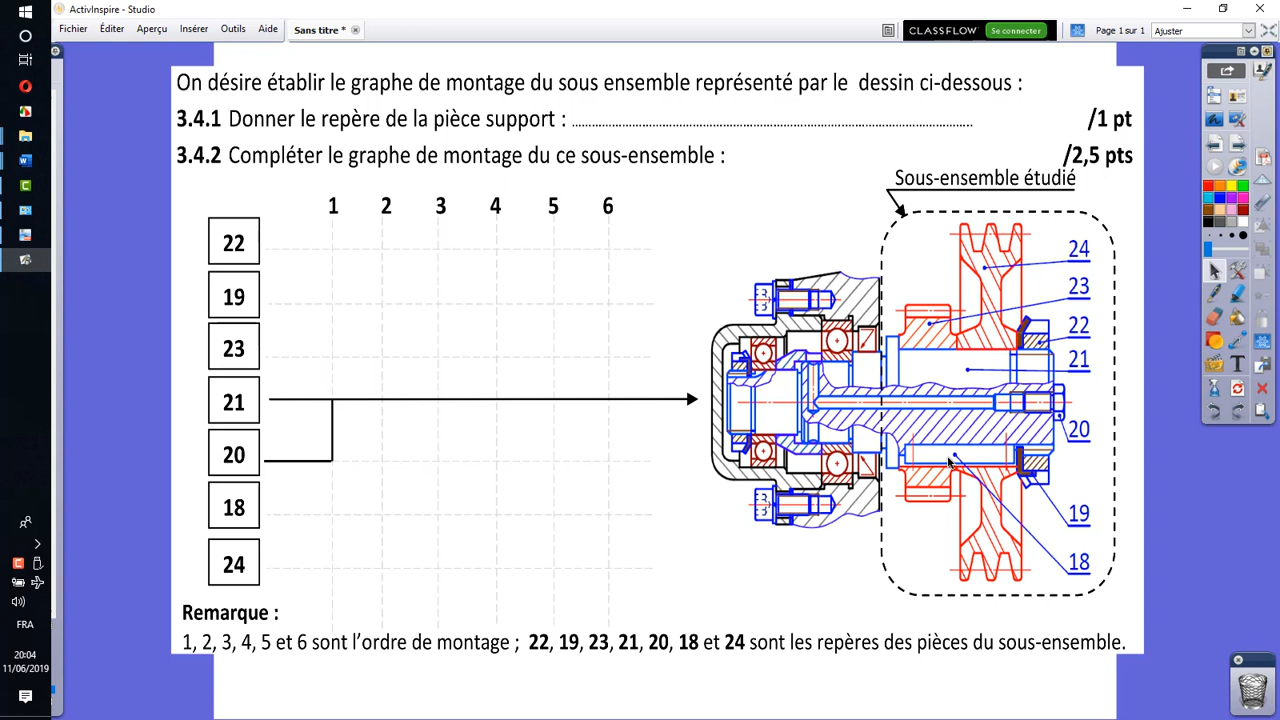 ActivInspire - Studio
Fichier Éditer Aperçu Insérer Outils Aide
Sans titre *
CLASSFLOW Se connecter
Page 1 sur 1 Ajuster
On désire établir le graphe de montage du sous ensemble représenté par le dessin ci-dessous :
3.4.1 Donner le repère de la pièce support : ........................................................................................................ /1 pt
3.4.2 Compléter le graphe de montage du ce sous-ensemble : /2,5 pts
Sous-ensemble étudié
1 2 3 4 5 6
22
19
23
21
20
18
24
24
23
22
21
20
19
18
Remarque :
1, 2, 3, 4, 5 et 6 sont l’ordre de montage ; 22, 19, 23, 21, 20, 18 et 24 sont les repères des pièces du sous-ensemble.
FRA
20:04
11/06/2019